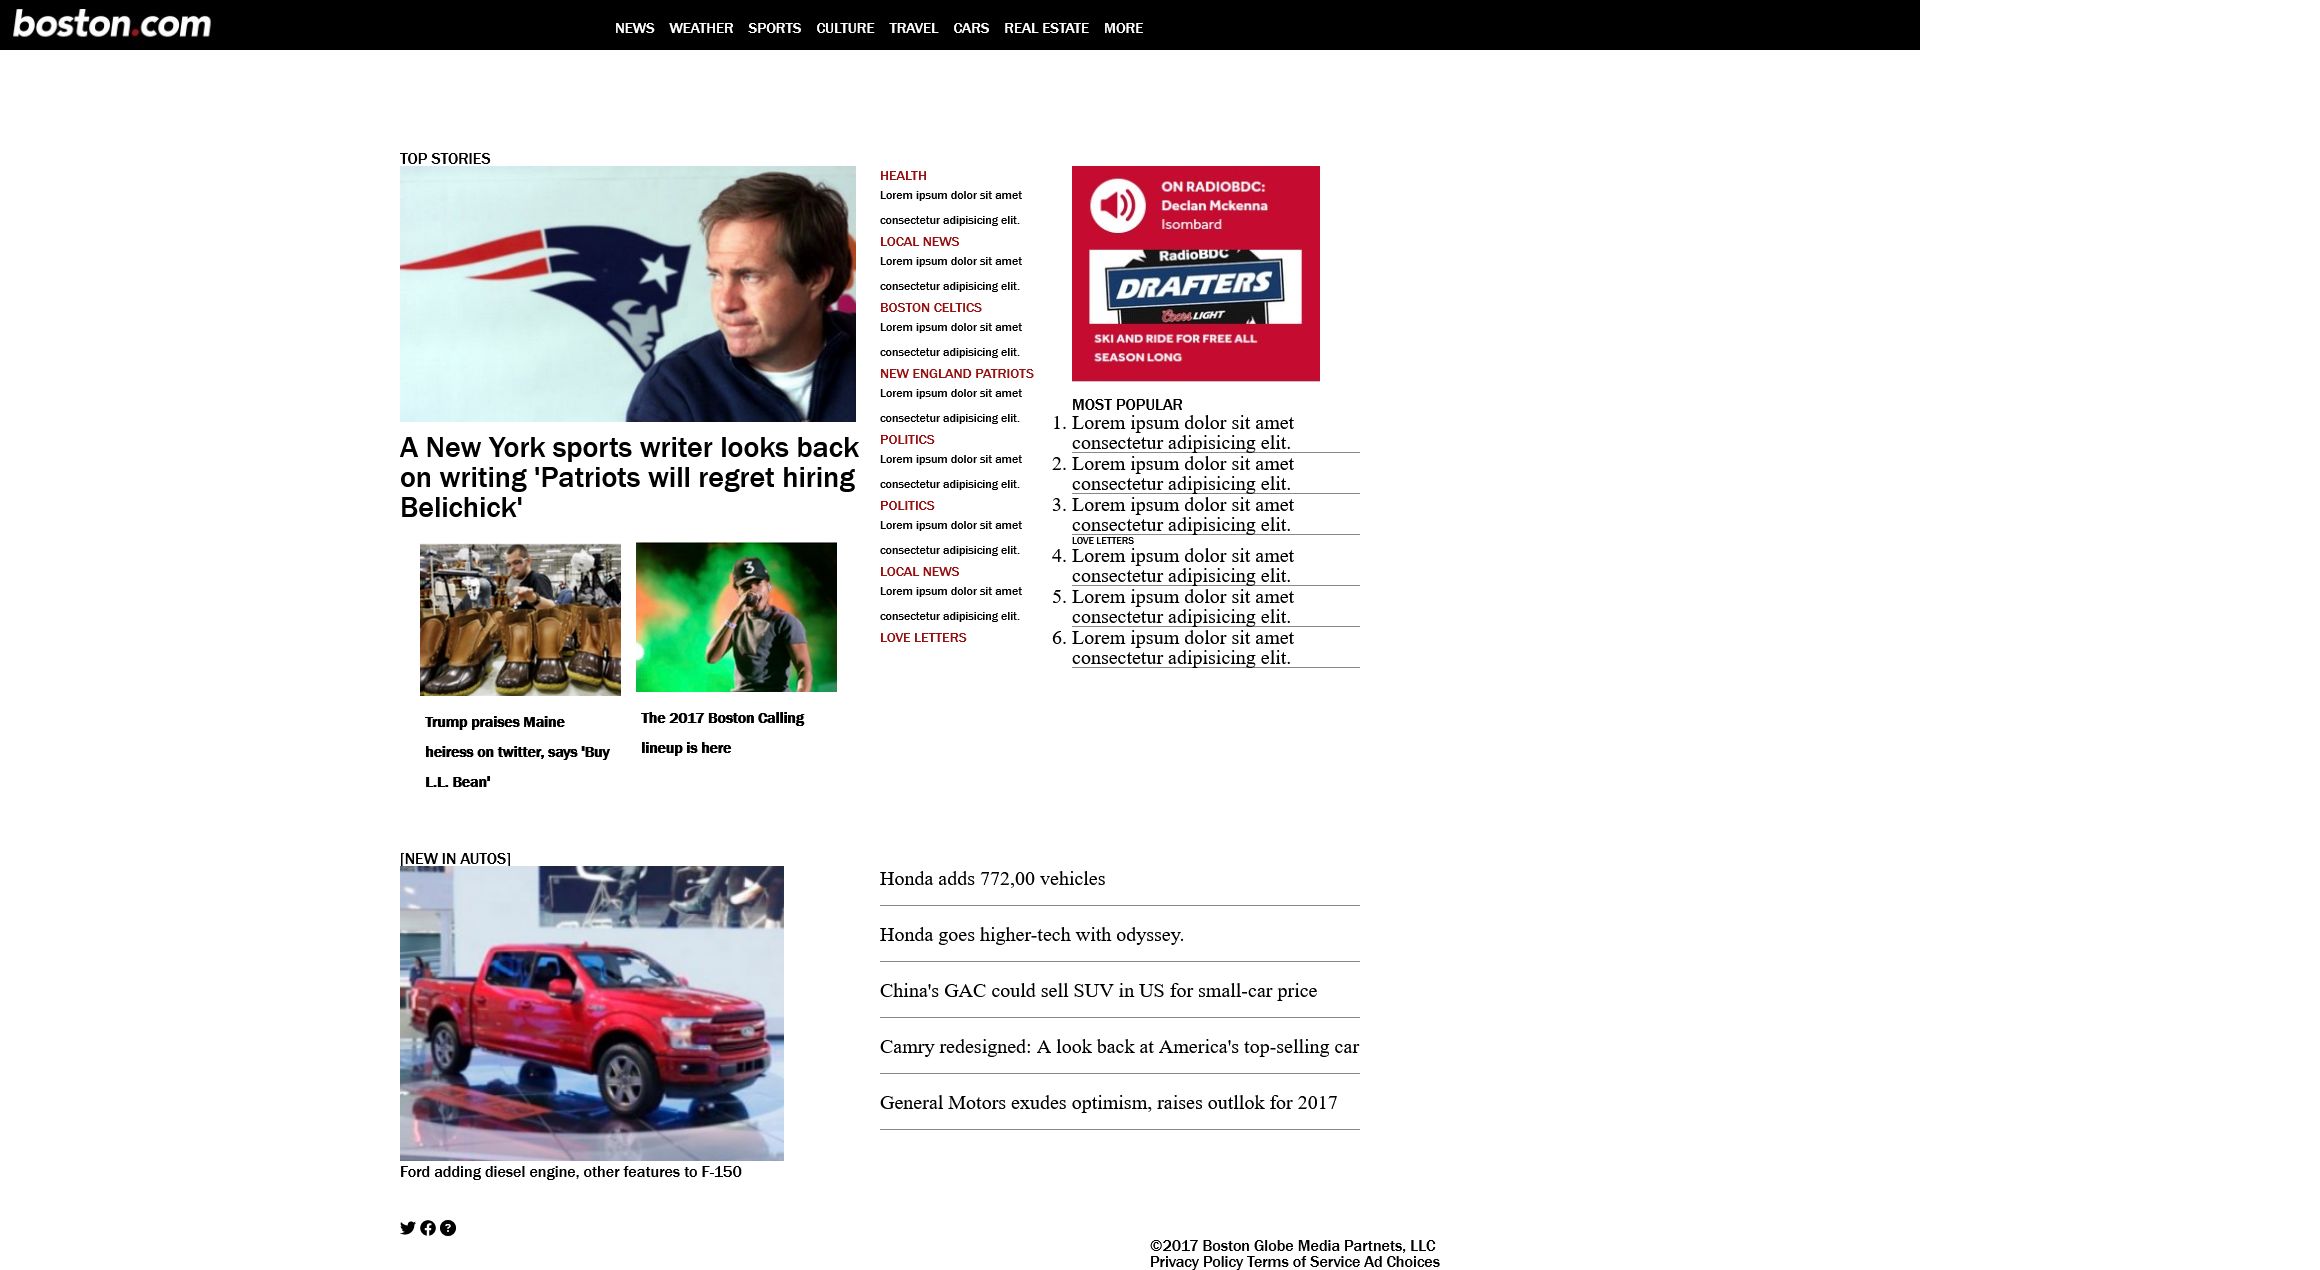 boston.com
NEWS WEATHER SPORTS CULTURE TRAVEL CARS REAL ESTATE MORE
TOP STORIES
A New York sports writer looks back
on writing 'Patriots will regret hiring
Belichick'
3
Trump praises Maine
heiress on twitter, says 'Buy
L.L. Bean'
The 2017 Boston Calling
lineup is here
HEALTH
Lorem ipsum dolor sit amet
consectetur adipisicing elit.
LOCAL NEWS
Lorem ipsum dolor sit amet
consectetur adipisicing elit.
BOSTON CELTICS
Lorem ipsum dolor sit amet
consectetur adipisicing elit.
NEW ENGLAND PATRIOTS
Lorem ipsum dolor sit amet
consectetur adipisicing elit.
POLITICS
Lorem ipsum dolor sit amet
consectetur adipisicing elit.
POLITICS
Lorem ipsum dolor sit amet
consectetur adipisicing elit.
LOCAL NEWS
Lorem ipsum dolor sit amet
consectetur adipisicing elit.
LOVE LETTERS
ON RADIOBDC:
Declan Mckenna
Isombard
RadioBDC
DRAFTERS
Coors LIGHT
SKI AND RIDE FOR FREE ALL
SEASON LONG
MOST POPULAR
1. Lorem ipsum dolor sit amet
consectetur adipisicing elit.
2. Lorem ipsum dolor sit amet
consectetur adipisicing elit.
3. Lorem ipsum dolor sit amet
consectetur adipisicing elit.
LOVE LETTERS
4. Lorem ipsum dolor sit amet
consectetur adipisicing elit.
5. Lorem ipsum dolor sit amet
consectetur adipisicing elit.
6. Lorem ipsum dolor sit amet
consectetur adipisicing elit.
[NEW IN AUTOS]
Ford adding diesel engine, other features to F-150
Honda adds 772,00 vehicles
Honda goes higher-tech with odyssey.
China's GAC could sell SUV in US for small-car price
Camry redesigned: A look back at America's top-selling car
General Motors exudes optimism, raises outllok for 2017
©2017 Boston Globe Media Partnets, LLC
Privacy Policy Terms of Service Ad Choices